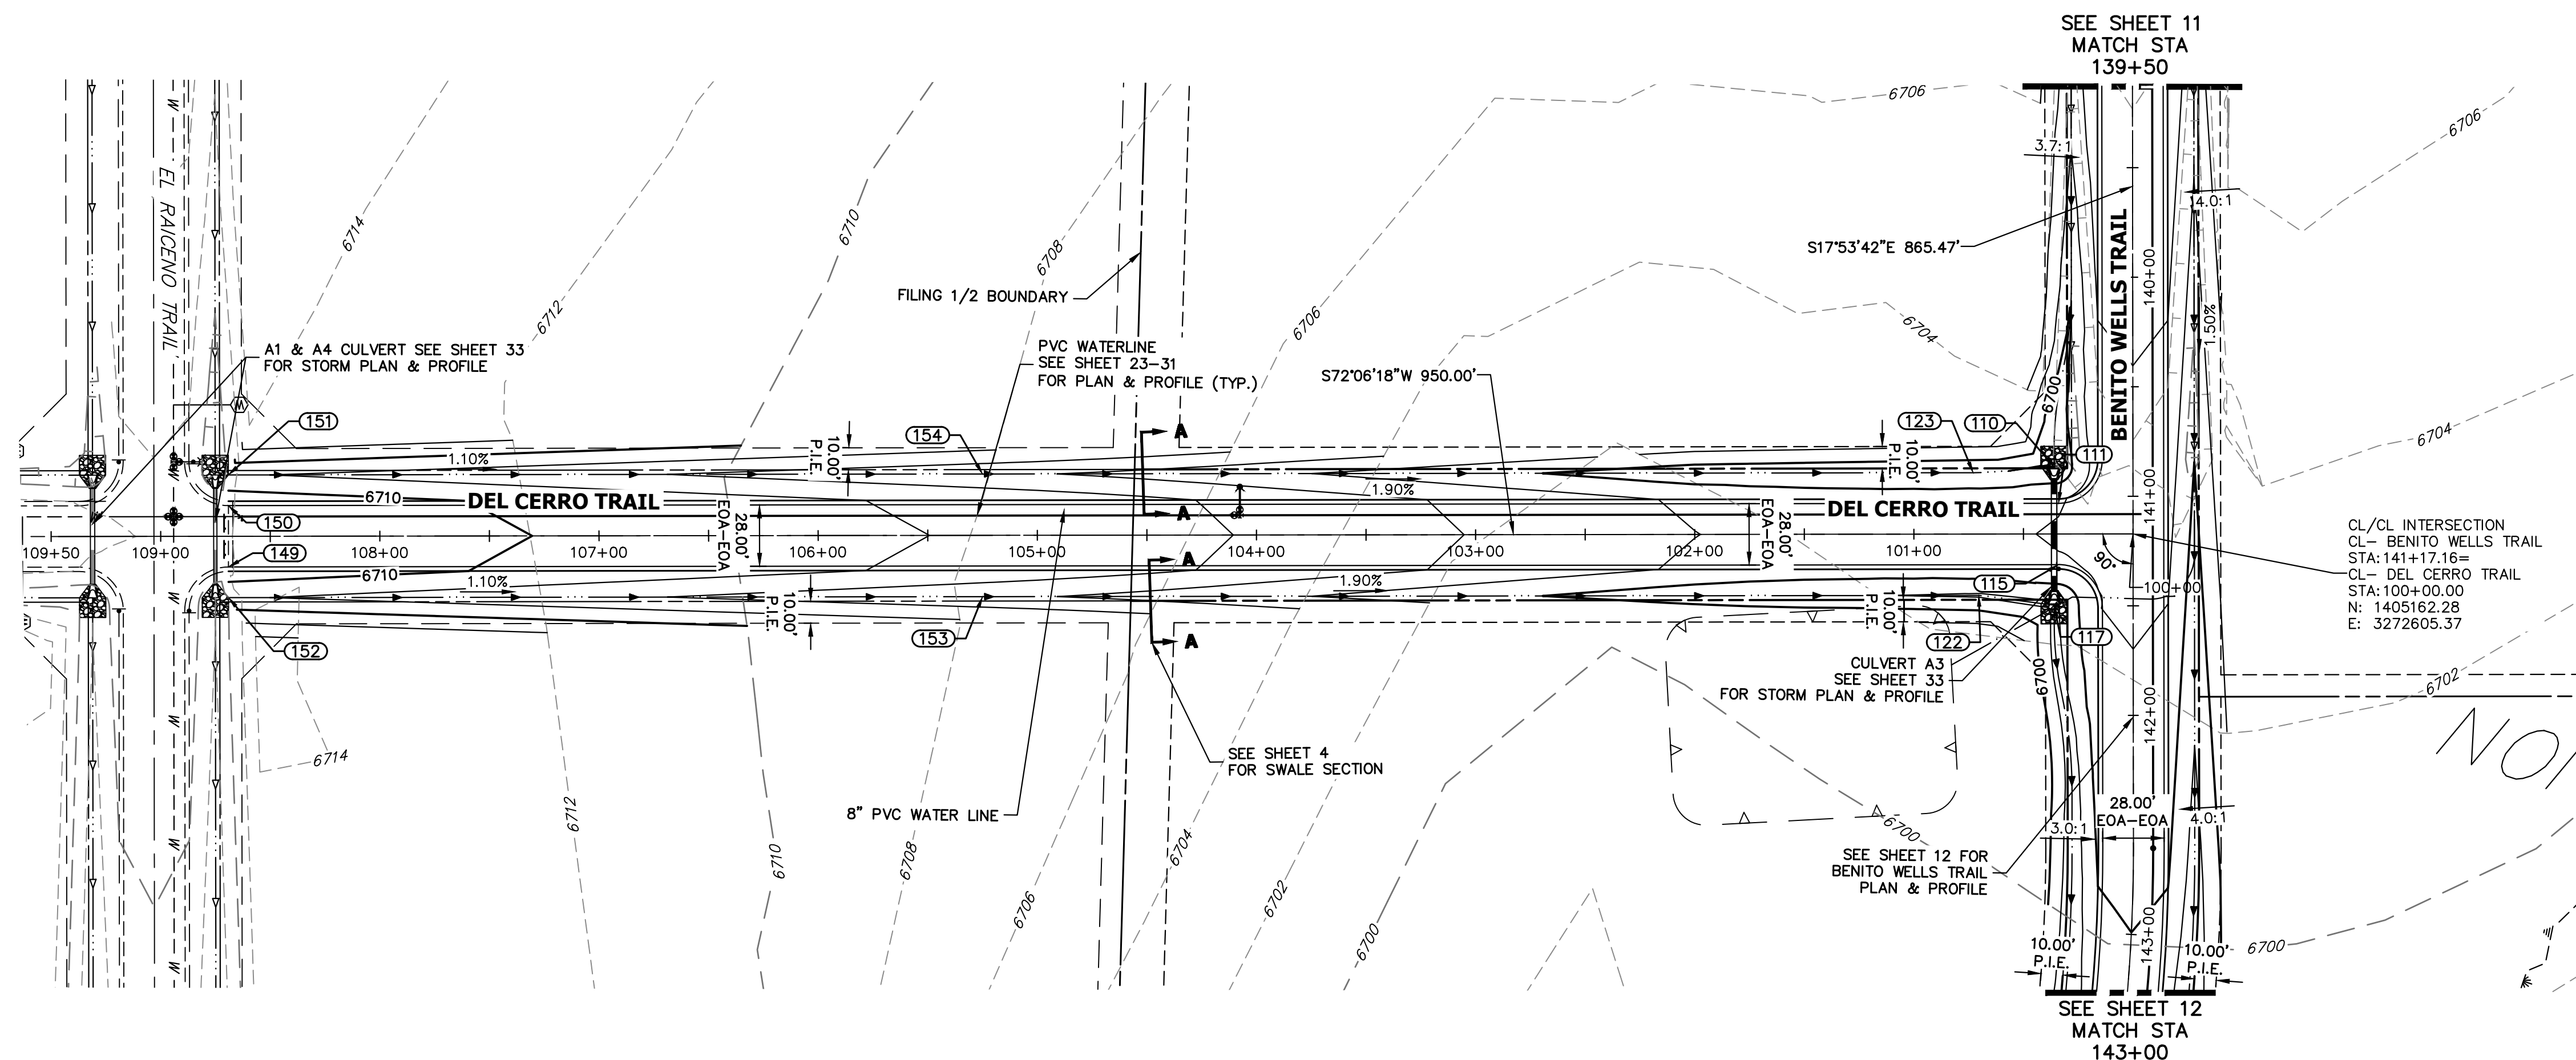 SEE SHEET 11
MATCH STA
139+50
6706
6706
3.7:1
4.0:1
S17°53'42"E 865.47'
BENITO WELLS TRAIL
140+00
1.50%
EL RAICENO TRAIL
W
6714
6712
6710
6708
6706
6704
6704
FILING 1/2 BOUNDARY
A1 & A4 CULVERT SEE SHEET 33
FOR STORM PLAN & PROFILE
PVC WATERLINE
SEE SHEET 23-31
FOR PLAN & PROFILE (TYP.)
S72°06'18"W 950.00'
6700
M
151
154
123
110
111
W
1.10%
10.00'
P.I.E.
A
10.00'
P.I.E.
1.90%
6710
DEL CERRO TRAIL
DEL CERRO TRAIL
141+00
150
28.00'
EOA-EOA
A
28.00'
EOA-EOA
CL/CL INTERSECTION
CL- BENITO WELLS TRAIL
STA:141+17.16=
CL- DEL CERRO TRAIL
STA:100+00.00
N: 1405162.28
E: 3272605.37
109+50
109+00
108+00
107+00
106+00
105+00
104+00
103+00
102+00
101+00
100+00
90°
149
6710
1.10%
A
1.90%
115
10.00'
P.I.E.
10.00'
P.I.E.
152
153
A
122
117
CULVERT A3
SEE SHEET 33
FOR STORM PLAN & PROFILE
6700
6702
W
W
W
W
142+00
6714
SEE SHEET 4
FOR SWALE SECTION
8" PVC WATER LINE
6712
6710
6708
6706
6704
6702
6700
6700
28.00'
EOA-EOA
3.0:1
4.0:1
SEE SHEET 12 FOR
BENITO WELLS TRAIL
PLAN & PROFILE
143+00
10.00'
P.I.E.
10.00'
P.I.E.
6700
SEE SHEET 12
MATCH STA
143+00